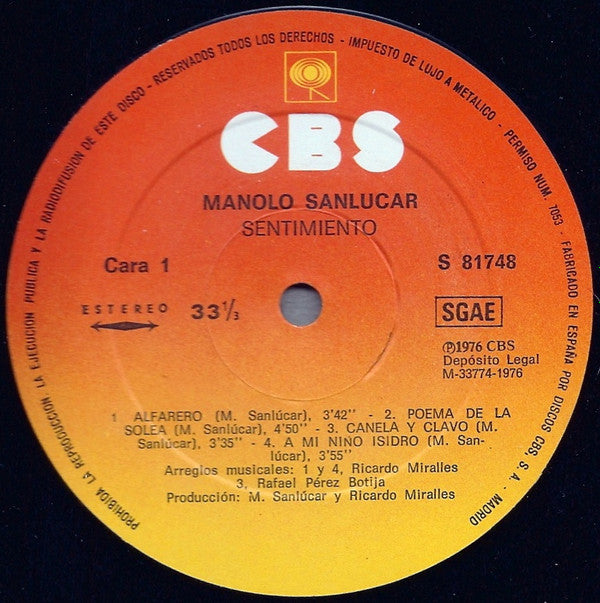 PROHIBIDA LA REPRODUCCION, LA EJECUCION PUBLICA Y LA RADIODIFUSION DE ESTE DISCO - RESERVADOS TODOS LOS DERECHOS - IMPUESTO DE LUJO A METALICO - PERMISO NUM. 7053 - FABRICADO EN ESPAÑA POR DISCOS CBS, S. A. - MADRID
CBS
MANOLO SANLUCAR
SENTIMIENTO
Cara 1
S 81748
ESTEREO
33 1/3
SGAE
Ⓟ1976 CBS
Depósito Legal
M-33774-1976
1 ALFARERO (M. Sanlúcar), 3'42" - 2. POEMA DE LA
SOLEA (M. Sanlúcar), 4'50" - 3. CANELA Y CLAVO (M.
Sanlúcar), 3'35" - 4. A MI NIÑO ISIDRO (M. San-
lúcar), 3'55"
Arreglos musicales: 1 y 4, Ricardo Miralles
3, Rafael Pérez Botija
Producción: M. Sanlúcar y Ricardo Miralles